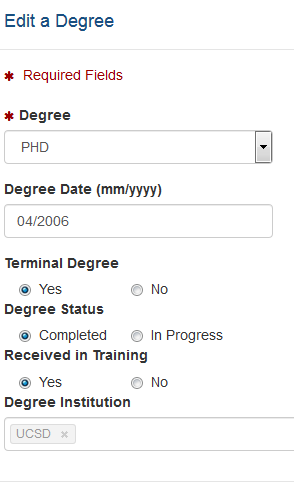 Edit a Degree
✱ Required Fields
✱ Degree
PHD
Degree Date (mm/yyyy)
04/2006
Terminal Degree
Yes No
Degree Status
Completed In Progress
Received in Training
Yes No
Degree Institution
UCSD ×